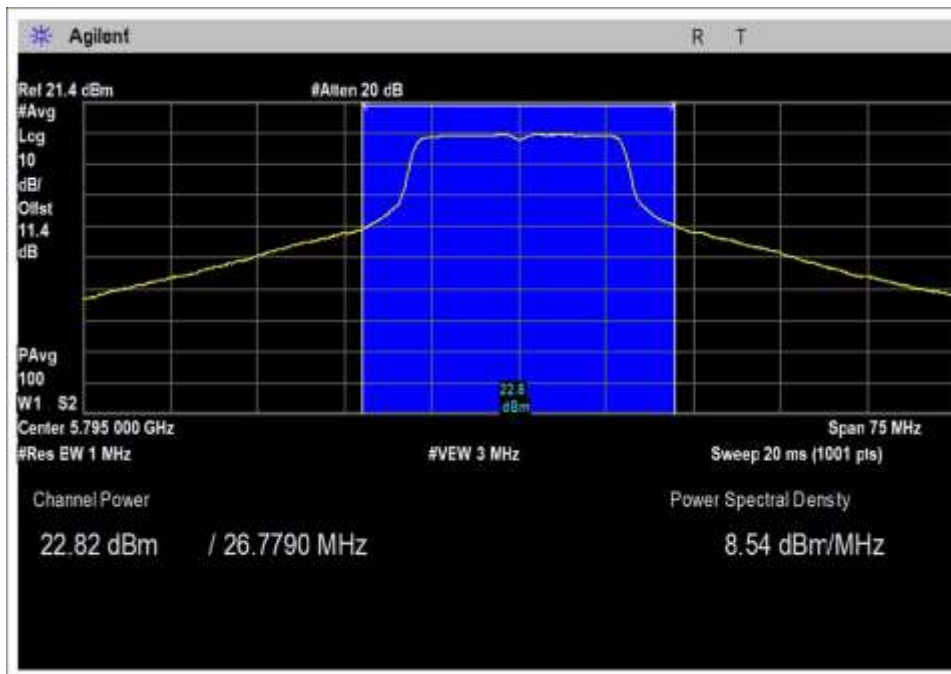 Agilent R T
Ref 21.4 dBm #Atten 20 dB
#Avg
Log
10
dB/
Offst
11.4
dB
PAvg
100
W1 S2
22.8
dBm
Center 5.795 000 GHz Span 75 MHz
#Res BW 1 MHz #VBW 3 MHz Sweep 20 ms (1001 pts)
Channel Power Power Spectral Density
22.82 dBm / 26.7790 MHz 8.54 dBm/MHz